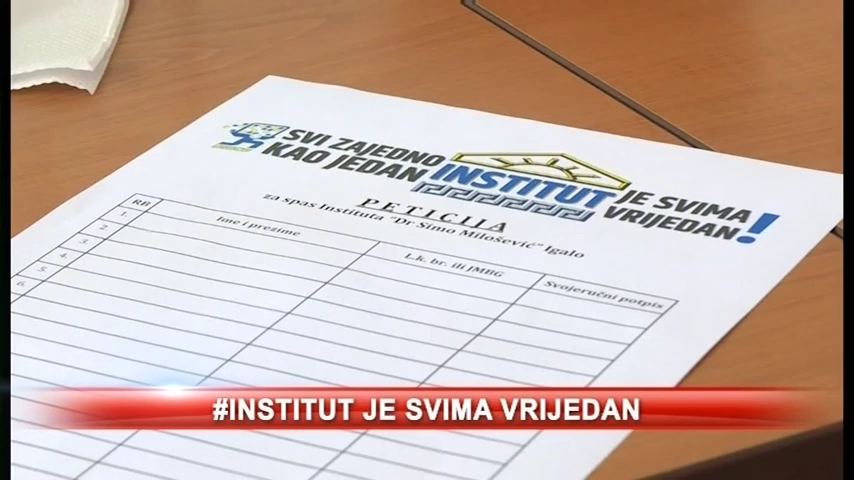 SVI ZAJEDNO
KAO JEDAN
INSTITUT
JE SVIMA
VRIJEDAN!
PETICIJA
za spas Instituta "Dr Simo Milošević" Igalo
RB Ime i prezime L.k. br. ili JMBG Svojeručni potpis
1.
2.
3.
4.
5.
6.
#INSTITUT JE SVIMA VRIJEDAN